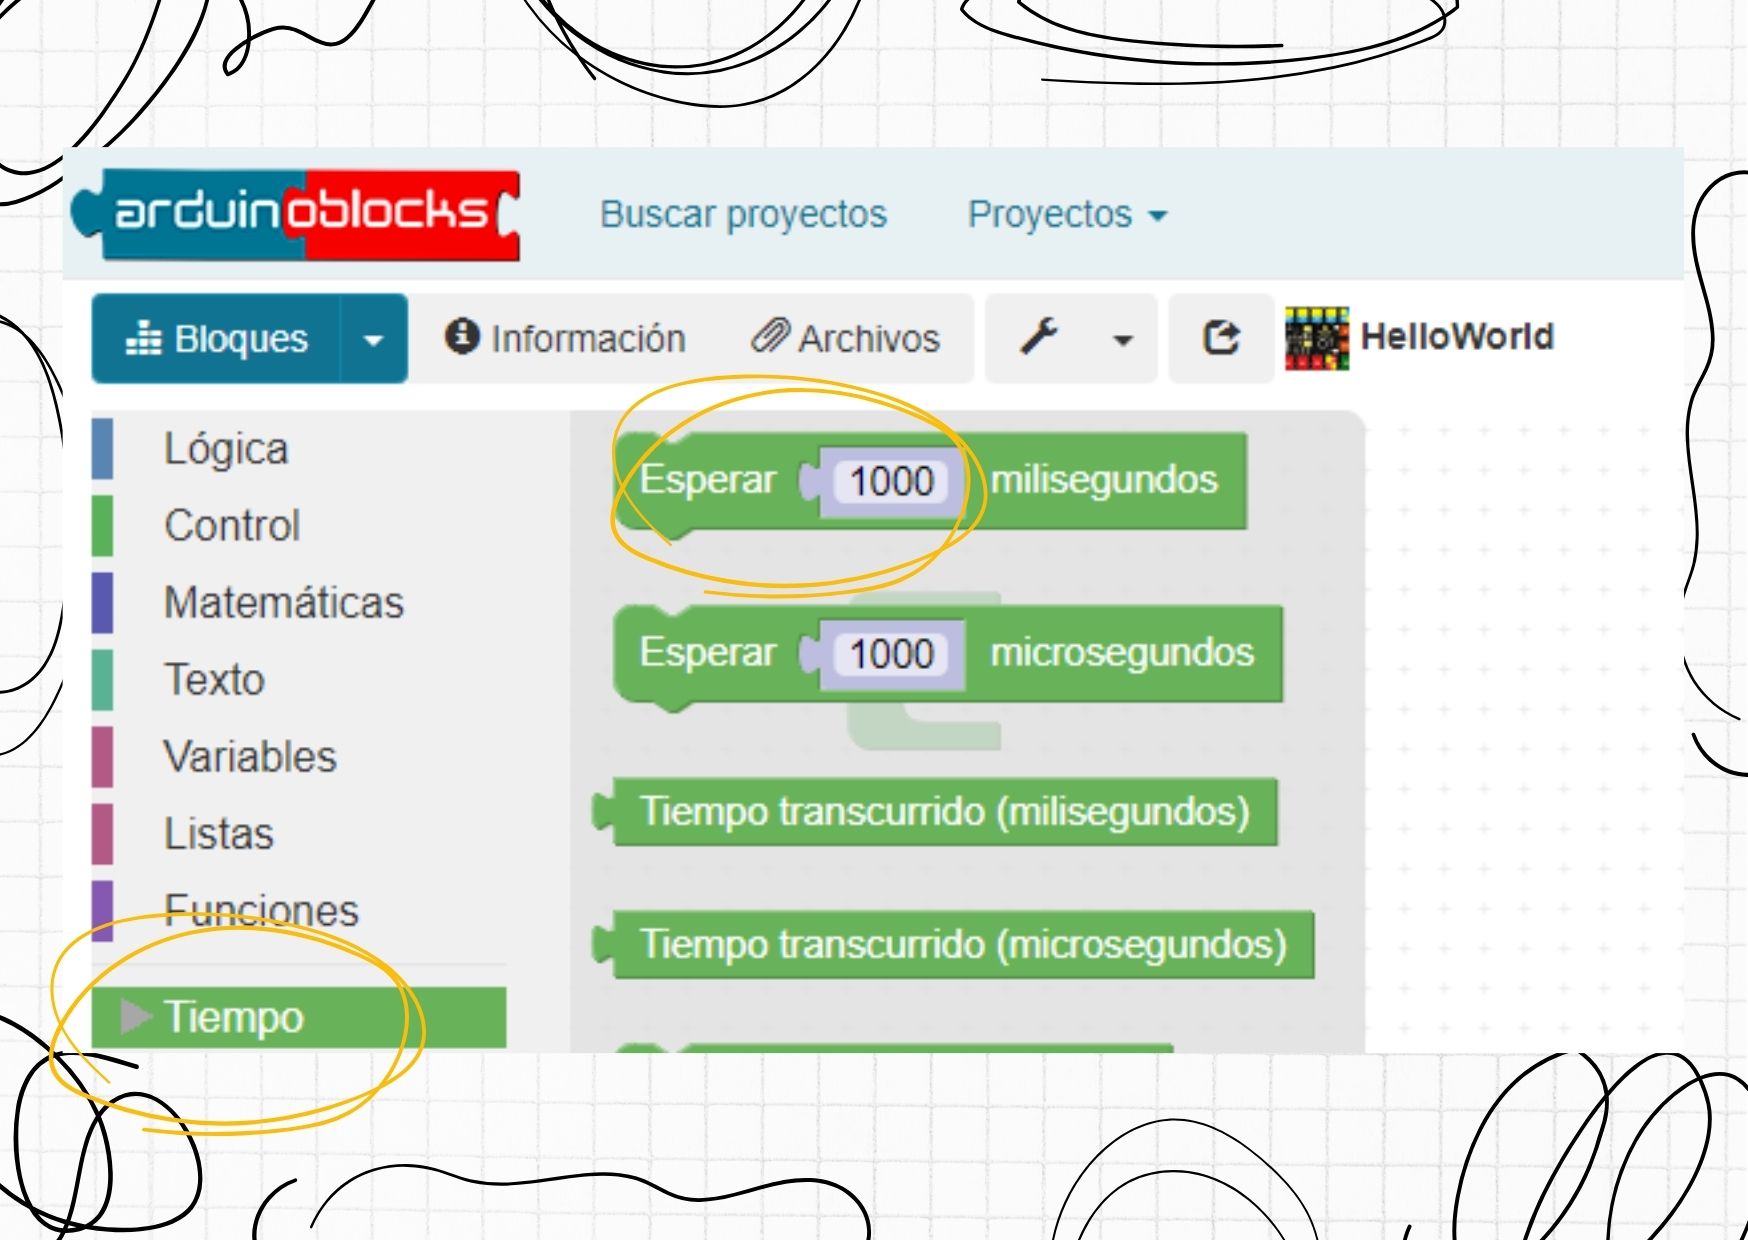 arduinoblocks
Buscar proyectos
Proyectos
Bloques
Información
Archivos
HelloWorld
Lógica
Control
Matemáticas
Texto
Variables
Listas
Funciones
Tiempo
Esperar 1000 milisegundos
Esperar 1000 microsegundos
Tiempo transcurrido (milisegundos)
Tiempo transcurrido (microsegundos)